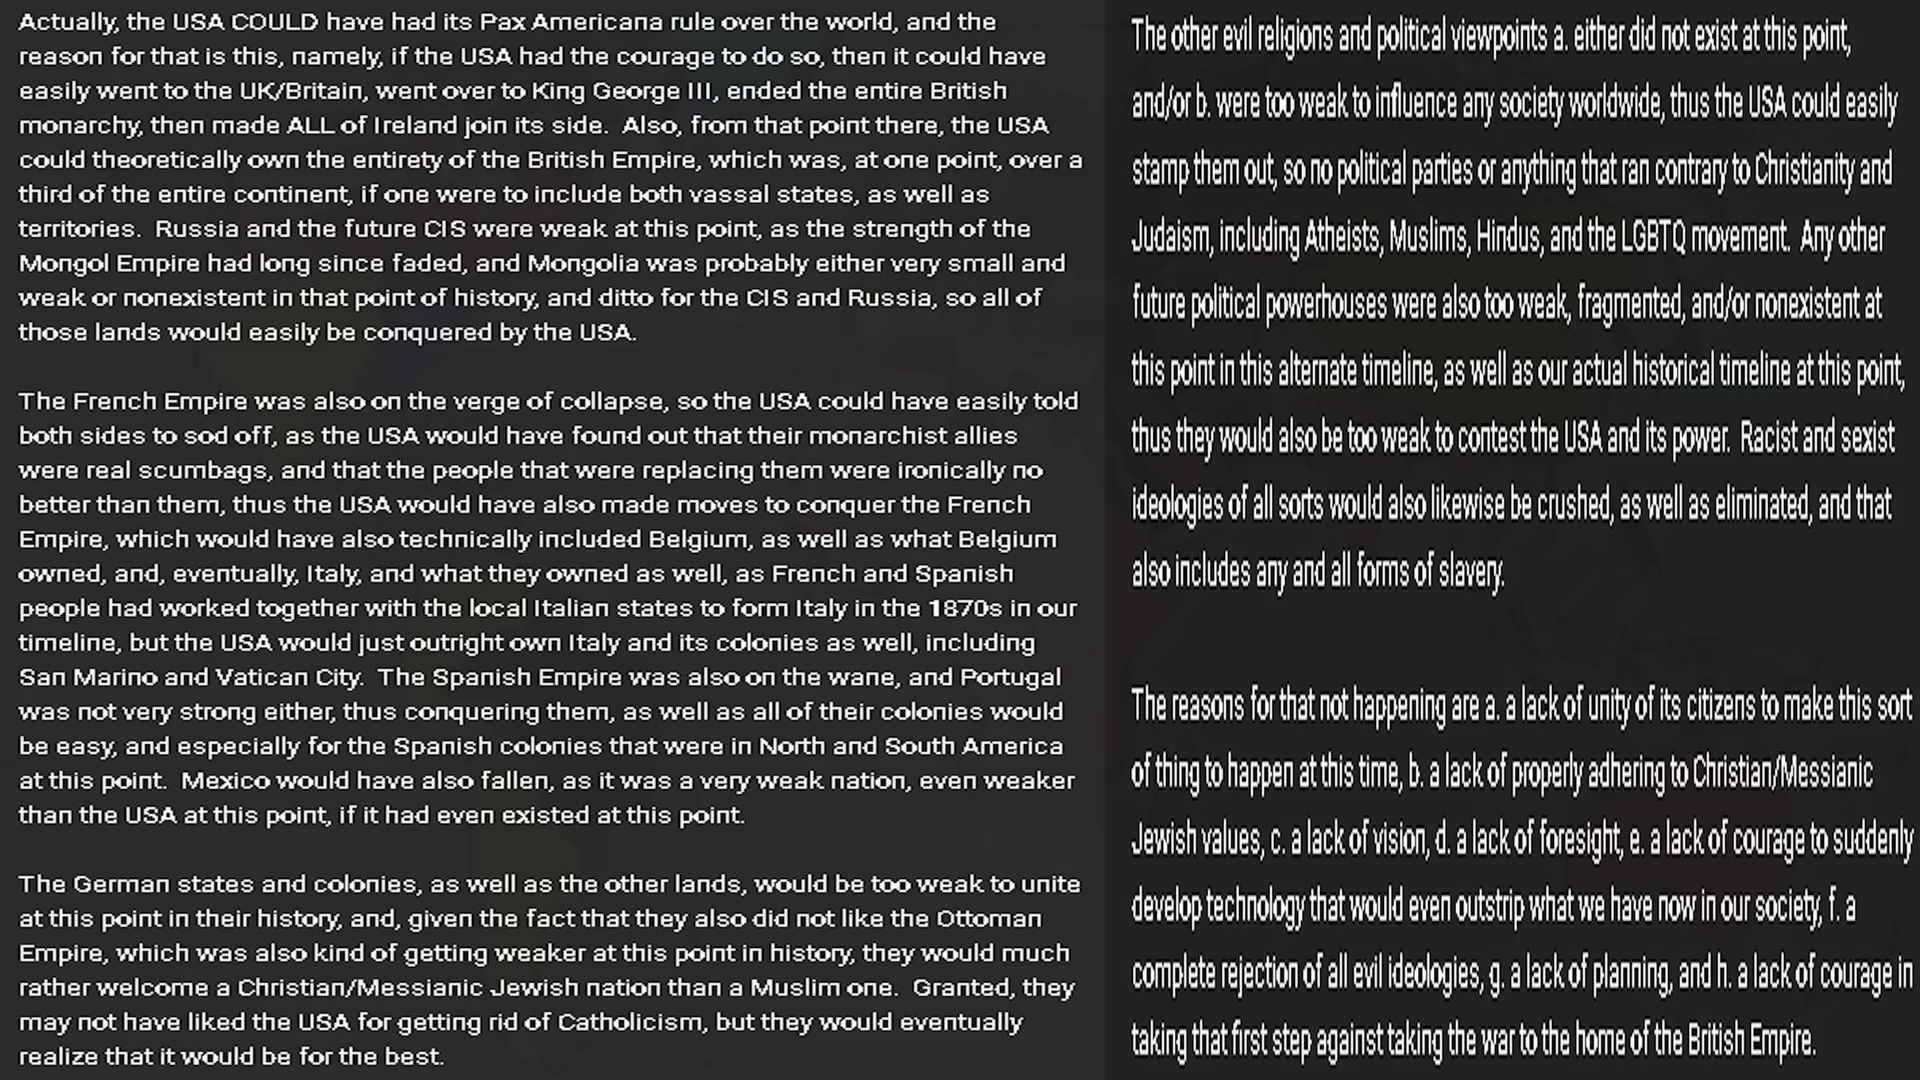 Actually, the USA COULD have had its Pax Americana rule over the world, and the
reason for that is this, namely, if the USA had the courage to do so, then it could have
easily went to the UK/Britain, went over to King George III, ended the entire British
monarchy, then made ALL of Ireland join its side.  Also, from that point there, the USA
could theoretically own the entirety of the British Empire, which was, at one point, over a
third of the entire continent, if one were to include both vassal states, as well as
territories.  Russia and the future CIS were weak at this point, as the strength of the
Mongol Empire had long since faded, and Mongolia was probably either very small and
weak or nonexistent in that point of history, and ditto for the CIS and Russia, so all of
those lands would easily be conquered by the USA.
The French Empire was also on the verge of collapse, so the USA could have easily told
both sides to sod off, as the USA would have found out that their monarchist allies
were real scumbags, and that the people that were replacing them were ironically no
better than them, thus the USA would have also made moves to conquer the French
Empire, which would have also technically included Belgium, as well as what Belgium
owned, and, eventually, Italy, and what they owned as well, as French and Spanish
people had worked together with the local Italian states to form Italy in the 1870s in our
timeline, but the USA would just outright own Italy and its colonies as well, including
San Marino and Vatican City.  The Spanish Empire was also on the wane, and Portugal
was not very strong either, thus conquering them, as well as all of their colonies would
be easy, and especially for the Spanish colonies that were in North and South America
at this point.  Mexico would have also fallen, as it was a very weak nation, even weaker
than the USA at this point, if it had even existed at this point.
The German states and colonies, as well as the other lands, would be too weak to unite
at this point in their history, and, given the fact that they also did not like the Ottoman
Empire, which was also kind of getting weaker at this point in history, they would much
rather welcome a Christian/Messianic Jewish nation than a Muslim one.  Granted, they
may not have liked the USA for getting rid of Catholicism, but they would eventually
realize that it would be for the best.
The other evil religions and political viewpoints a. either did not exist at this point,
and/or b. were too weak to influence any society worldwide, thus the USA could easily
stamp them out, so no political parties or anything that ran contrary to Christianity and
Judaism, including Atheists, Muslims, Hindus, and the LGBTQ movement.  Any other
future political powerhouses were also too weak, fragmented, and/or nonexistent at
this point in this alternate timeline, as well as our actual historical timeline at this point,
thus they would also be too weak to contest the USA and its power.  Racist and sexist
ideologies of all sorts would also likewise be crushed, as well as eliminated, and that
also includes any and all forms of slavery.
The reasons for that not happening are a. a lack of unity of its citizens to make this sort
of thing to happen at this time, b. a lack of properly adhering to Christian/Messianic
Jewish values, c. a lack of vision, d. a lack of foresight, e. a lack of courage to suddenly
develop technology that would even outstrip what we have now in our society, f. a
complete rejection of all evil ideologies, g. a lack of planning, and h. a lack of courage in
taking that first step against taking the war to the home of the British Empire.